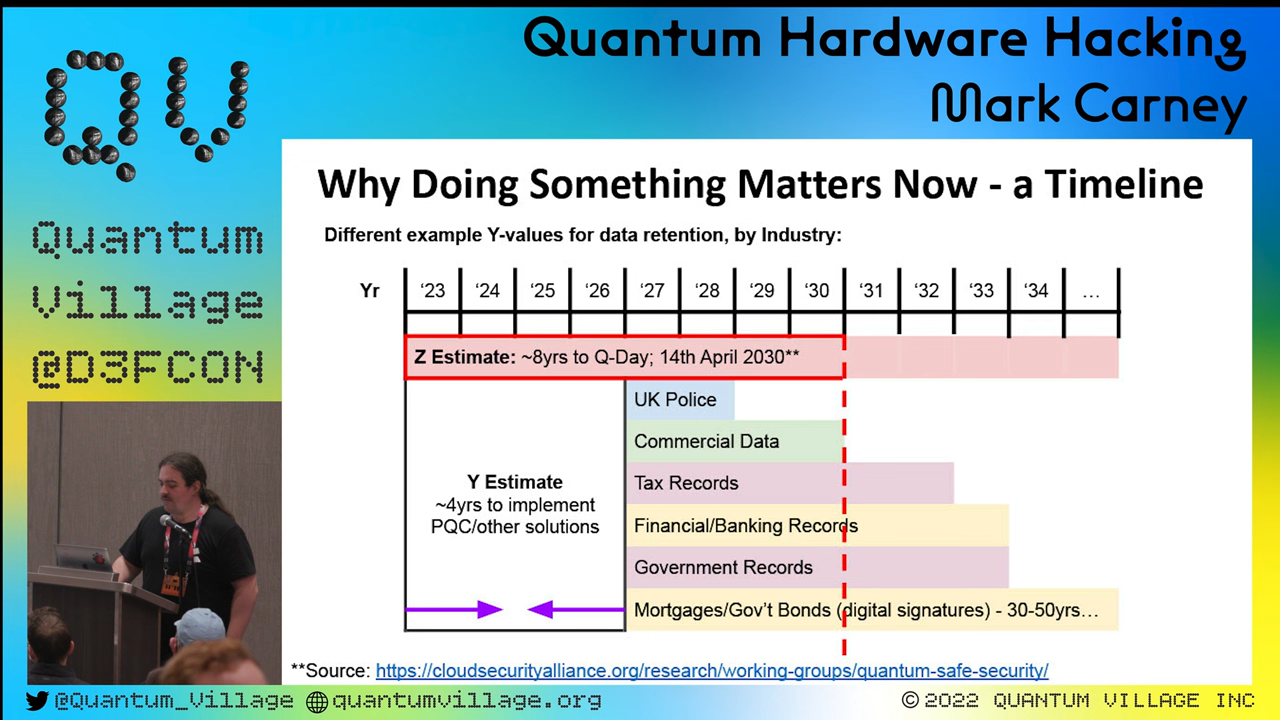 Quantum Hardware Hacking
Mark Carney
QV
Quantum
Village
@D3FCON
Why Doing Something Matters Now - a Timeline
Different example Y-values for data retention, by Industry:
Yr ‘23 ‘24 ‘25 ‘26 ‘27 ‘28 ‘29 ‘30 ‘31 ‘32 ‘33 ‘34 ...
Z Estimate: ~8yrs to Q-Day; 14th April 2030**
UK Police
Commercial Data
Tax Records
Y Estimate
~4yrs to implement
PQC/other solutions
Financial/Banking Records
Government Records
Mortgages/Gov’t Bonds (digital signatures) - 30-50yrs...
**Source: https://cloudsecurityalliance.org/research/working-groups/quantum-safe-security/
@Quantum_Village quantumvillage.org
© 2022 QUANTUM VILLAGE INC